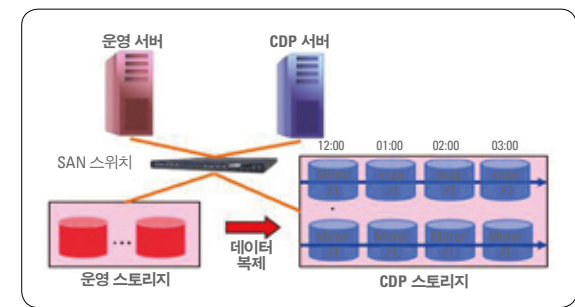 운영 서버
CDP 서버
SAN 스위치
12:00 01:00 02:00 03:00
...
데이터
복제
운영 스토리지
CDP 스토리지